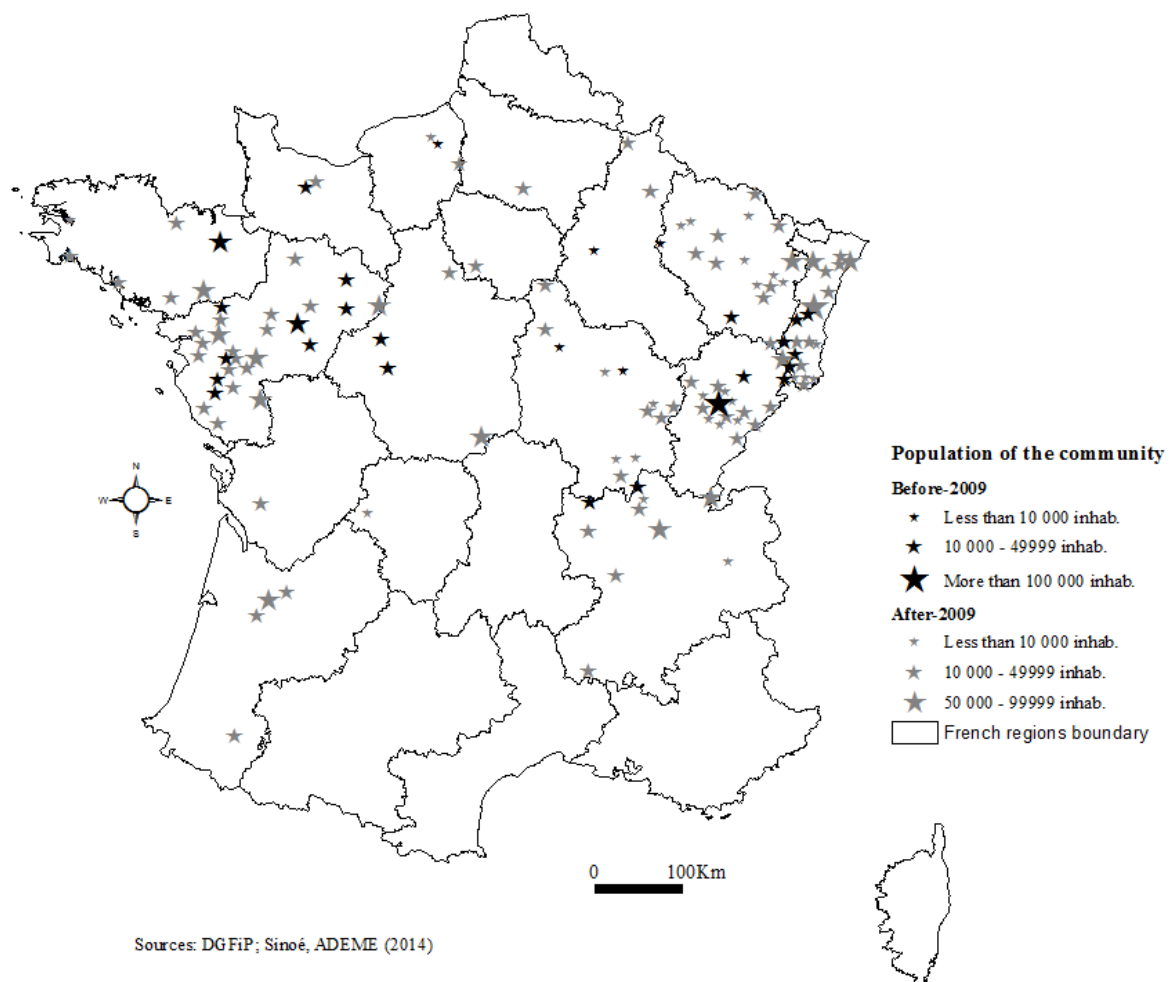 N
W E
S
Population of the community
Before-2009
Less than 10 000 inhab.
10 000 - 49999 inhab.
More than 100 000 inhab.
After-2009
Less than 10 000 inhab.
10 000 - 49999 inhab.
50 000 - 99999 inhab.
French regions boundary
0 100Km
Sources: DGFiP; Sinoé, ADEME (2014)